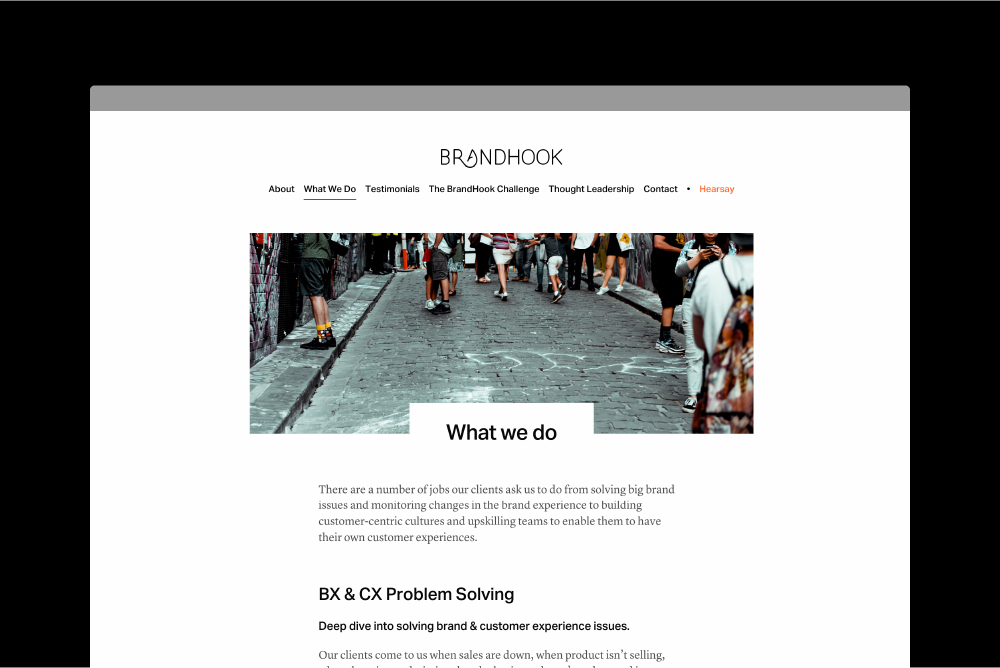 BRANDHOOK
About What We Do Testimonials The BrandHook Challenge Thought Leadership Contact • Hearsay
What we do
There are a number of jobs our clients ask us to do from solving big brand
issues and monitoring changes in the brand experience to building
customer-centric cultures and upskilling teams to enable them to have
their own customer experiences.
BX & CX Problem Solving
Deep dive into solving brand & customer experience issues.
Our clients come to us when sales are down, when product isn’t selling,